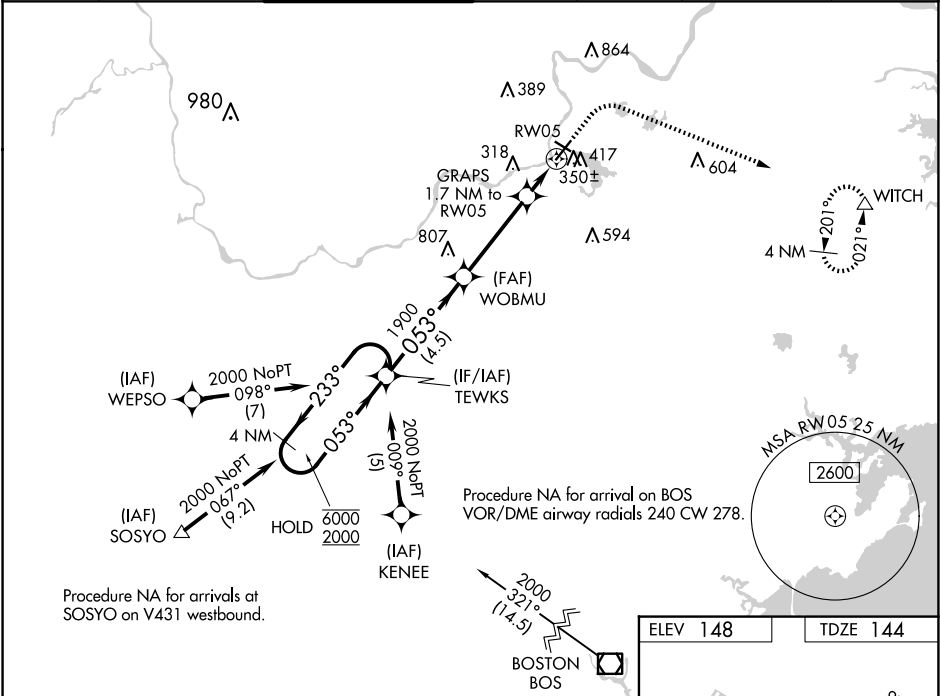 864
980
389
RW05
318
417
350±
604
GRAPS
1.7 NM to
RW05
WITCH
201°
021°
4 NM
807
594
(FAF)
WOBMU
1900
053°
(4.5)
(IAF)
WEPSO
2000 NoPT
098°
(7)
233°
(IF/IAF)
TEWKS
4 NM
053°
2000 NoPT
009°
(5)
MSA RW05 25 NM
2600
2000 NoPT
067°
(9.2)
(IAF)
SOSYO
HOLD
6000
2000
Procedure NA for arrival on BOS
VOR/DME airway radials 240 CW 278.
(IAF)
KENEE
Procedure NA for arrivals at
SOSYO on V431 westbound.
2000
321°
(14.5)
BOSTON
BOS
ELEV 148
TDZE 144